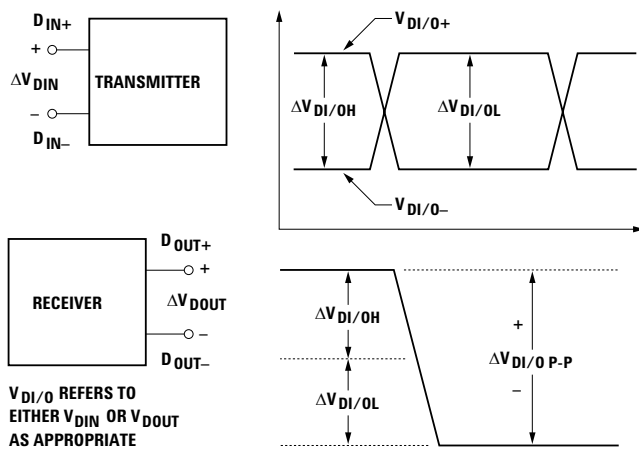 D IN+
+
ΔV DIN
–
D IN–
TRANSMITTER
V DI/O+
ΔV DI/OH
ΔV DI/OL
V DI/O–
RECEIVER
D OUT+
+
ΔV DOUT
–
D OUT–
V DI/O REFERS TO
EITHER V DIN OR V DOUT
AS APPROPRIATE
ΔV DI/OH
ΔV DI/OL
+
ΔV DI/O P-P
–